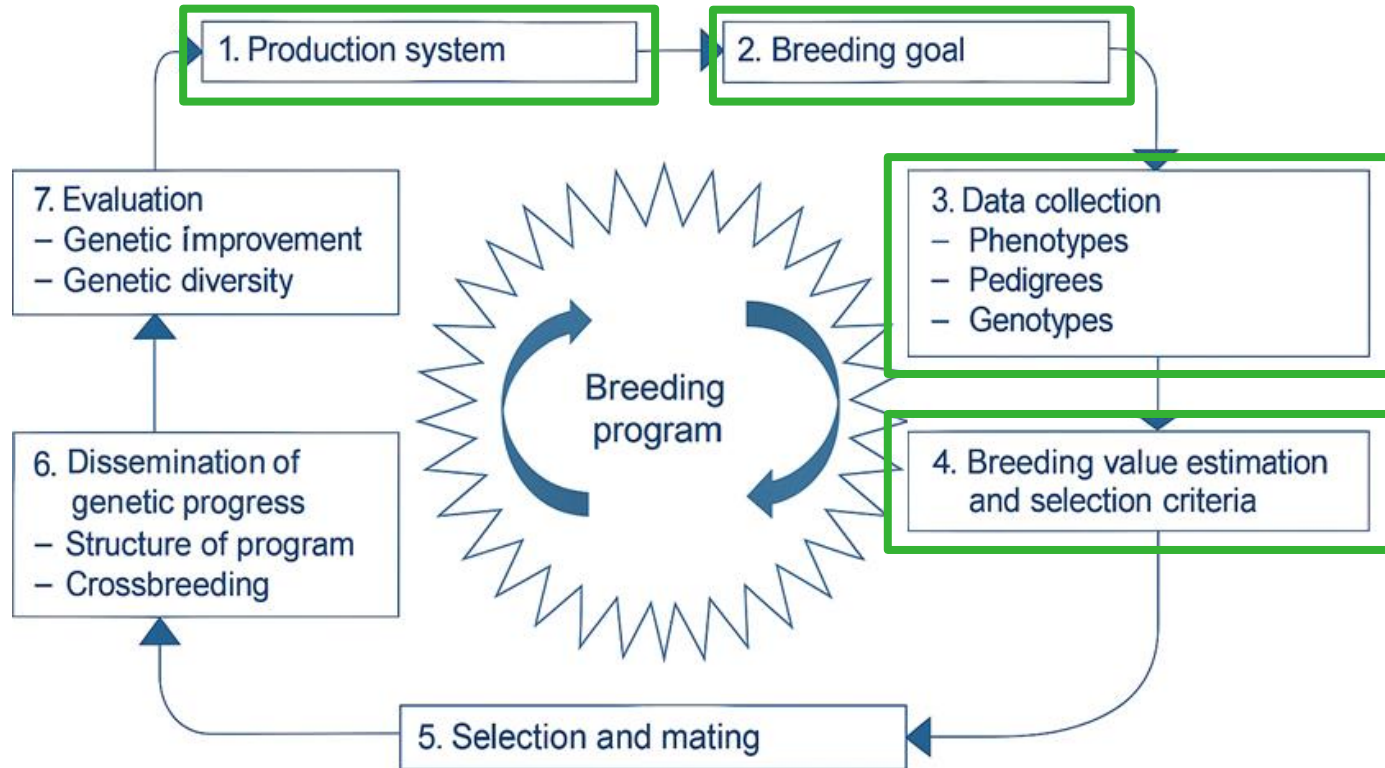 1. Production system
2. Breeding goal
3. Data collection
– Phenotypes
– Pedigrees
– Genotypes
4. Breeding value estimation
and selection criteria
5. Selection and mating
6. Dissemination of
genetic progress
– Structure of program
– Crossbreeding
7. Evaluation
– Genetic improvement
– Genetic diversity
Breeding
program